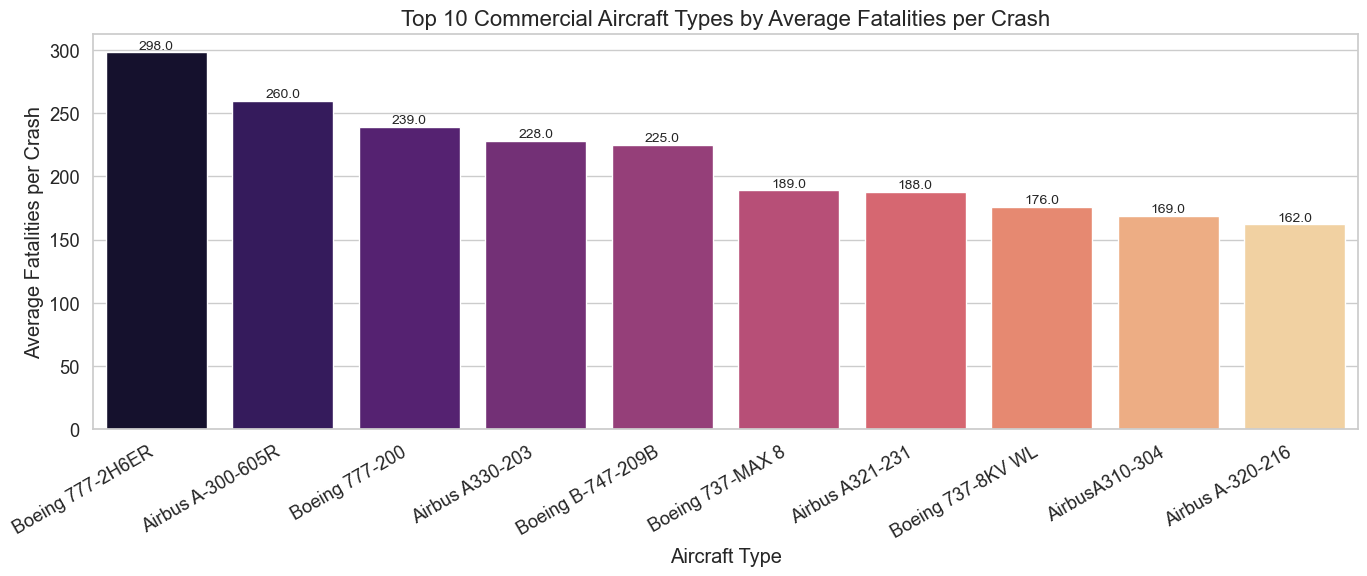 Top 10 Commercial Aircraft Types by Average Fatalities per Crash
Average Fatalities per Crash
300
250
200
150
100
50
0
298.0
260.0
239.0
228.0
225.0
189.0
188.0
176.0
169.0
162.0
Boeing 777-2H6ER
Airbus A-300-605R
Boeing 777-200
Airbus A330-203
Boeing B-747-209B
Boeing 737-MAX 8
Airbus A321-231
Boeing 737-8KV WL
AirbusA310-304
Airbus A-320-216
Aircraft Type